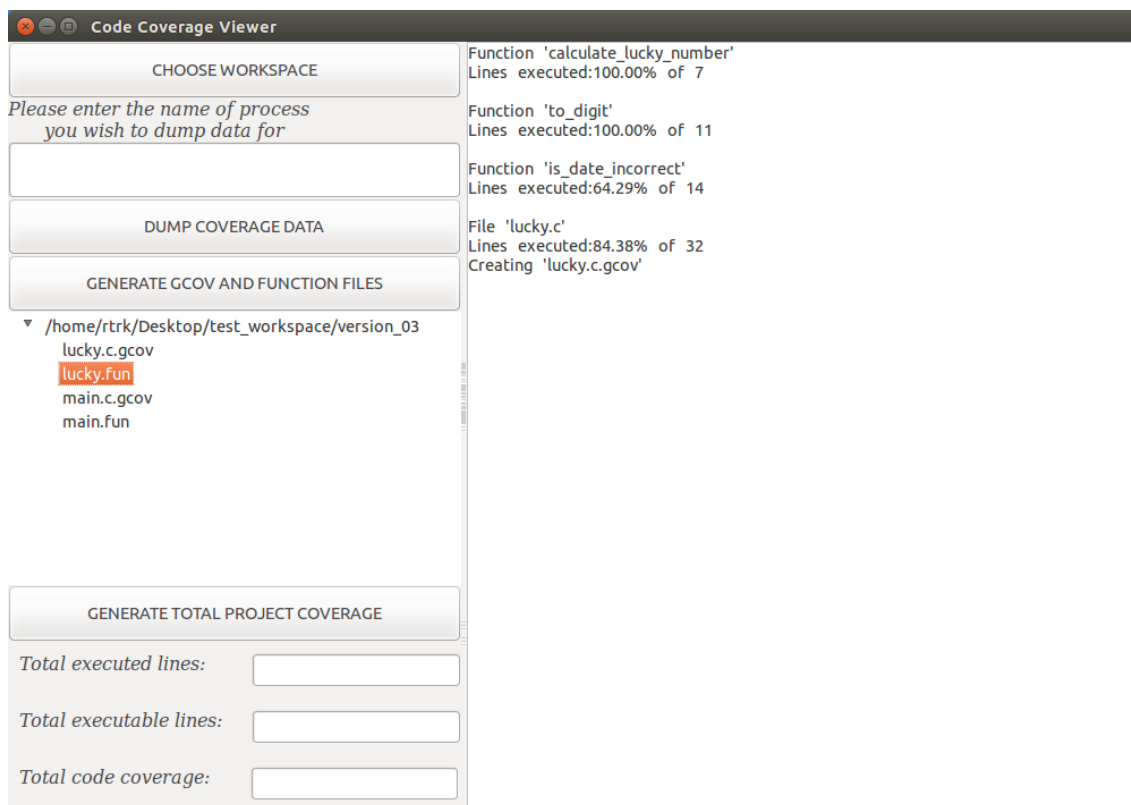 Code Coverage Viewer
CHOOSE WORKSPACE
Please enter the name of process
you wish to dump data for
DUMP COVERAGE DATA
GENERATE GCOV AND FUNCTION FILES
/home/rtrk/Desktop/test_workspace/version_03
lucky.c.gcov
lucky.fun
main.c.gcov
main.fun
GENERATE TOTAL PROJECT COVERAGE
Total executed lines:
Total executable lines:
Total code coverage:
Function 'calculate_lucky_number'
Lines executed:100.00% of 7
Function 'to_digit'
Lines executed:100.00% of 11
Function 'is_date_incorrect'
Lines executed:64.29% of 14
File 'lucky.c'
Lines executed:84.38% of 32
Creating 'lucky.c.gcov'